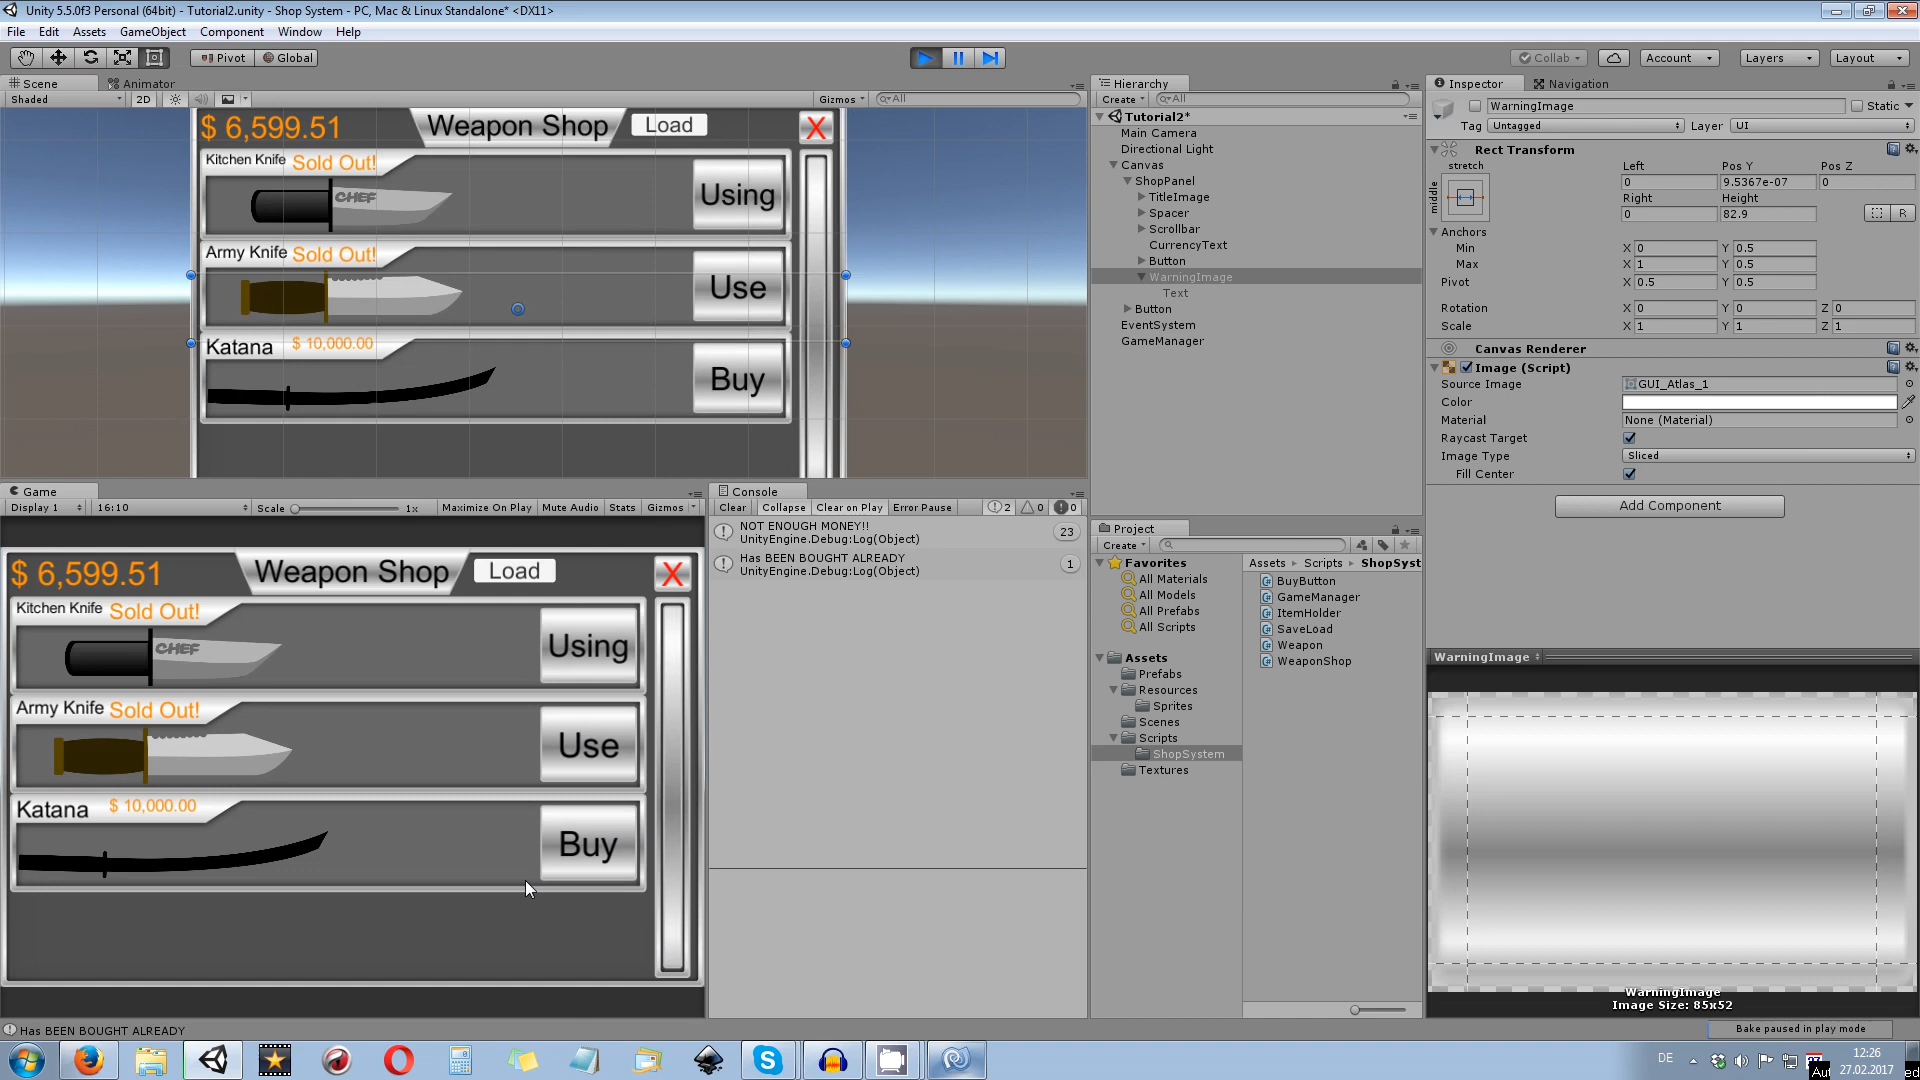 Unity 5.5.0f3 Personal (64bit) - Tutorial2.unity - Shop System - PC, Mac & Linux Standalone* <DX11>
File Edit Assets GameObject Component Window Help
Pivot Global
Collab Account Layers Layout
Scene Animator
Shaded 2D Gizmos All
$ 6,599.51 Weapon Shop Load X
Kitchen Knife Sold Out!
CHEF
Using
Army Knife Sold Out!
Use
Katana $ 10,000.00
Buy
Game
Display 1 16:10 Scale 1x Maximize On Play Mute Audio Stats Gizmos
$ 6,599.51 Weapon Shop Load X
Kitchen Knife Sold Out!
CHEF
Using
Army Knife Sold Out!
Use
Katana $ 10,000.00
Buy
Console
Clear Collapse Clear on Play Error Pause 2 0 0
NOT ENOUGH MONEY!!
UnityEngine.Debug:Log(Object)
23
Has BEEN BOUGHT ALREADY
UnityEngine.Debug:Log(Object)
1
Hierarchy
Create All
Tutorial2*
Main Camera
Directional Light
Canvas
ShopPanel
TitleImage
Spacer
Scrollbar
CurrencyText
Button
WarningImage
Text
Button
EventSystem
GameManager
Project
Create
Favorites
All Materials
All Models
All Prefabs
All Scripts
Assets
Prefabs
Resources
Sprites
Scenes
Scripts
ShopSystem
Textures
Assets Scripts ShopSyst
BuyButton
GameManager
ItemHolder
SaveLoad
Weapon
WeaponShop
Inspector Navigation
WarningImage Static
Tag Untagged Layer UI
Rect Transform
stretch Left Pos Y Pos Z
middle 0 9.5367e-07 0
Right Height
0 82.9 R
Anchors
Min X 0 Y 0.5
Max X 1 Y 0.5
Pivot X 0.5 Y 0.5
Rotation X 0 Y 0 Z 0
Scale X 1 Y 1 Z 1
Canvas Renderer
Image (Script)
Source Image GUI_Atlas_1
Color
Material None (Material)
Raycast Target
Image Type Sliced
Fill Center
Add Component
WarningImage
WarningImage
Image Size: 85x52
Has BEEN BOUGHT ALREADY
Bake paused in play mode
DE 12:26
27.02.2017